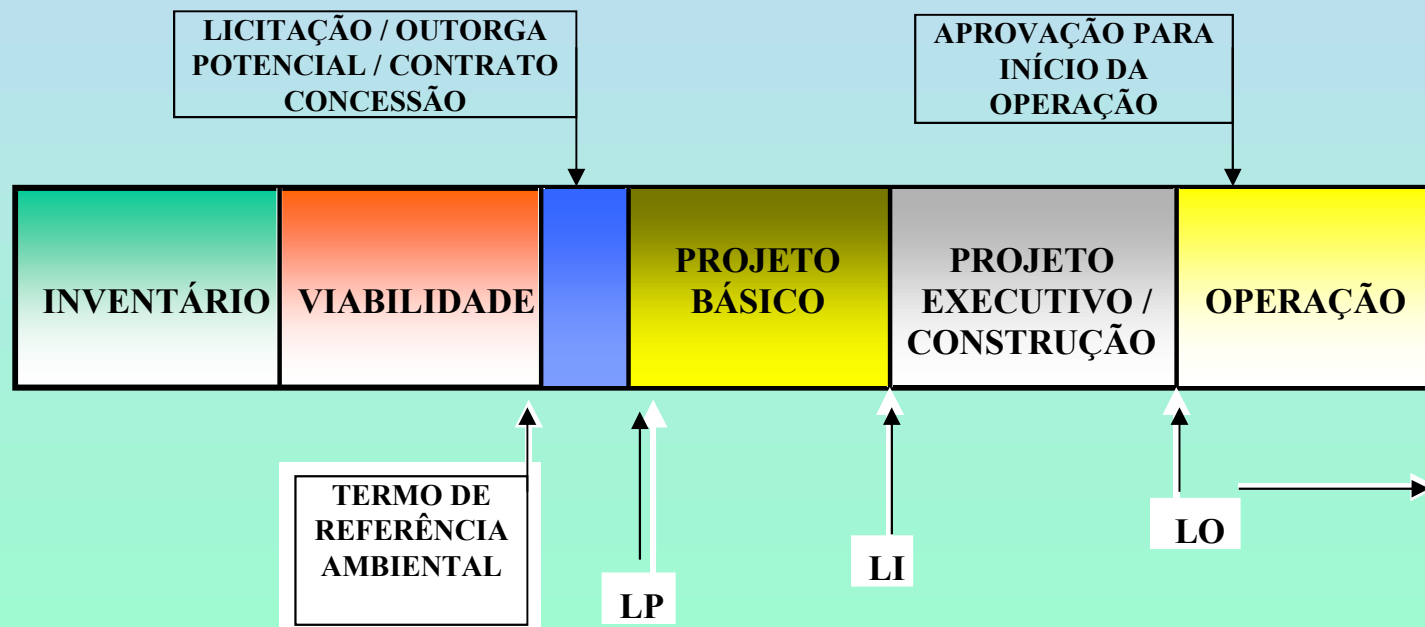 LICITAÇÃO / OUTORGA
POTENCIAL / CONTRATO
CONCESSÃO
APROVAÇÃO PARA
INÍCIO DA
OPERAÇÃO
INVENTÁRIO
VIABILIDADE
PROJETO
BÁSICO
PROJETO
EXECUTIVO /
CONSTRUÇÃO
OPERAÇÃO
TERMO DE
REFERÊNCIA
AMBIENTAL
LP
LI
LO